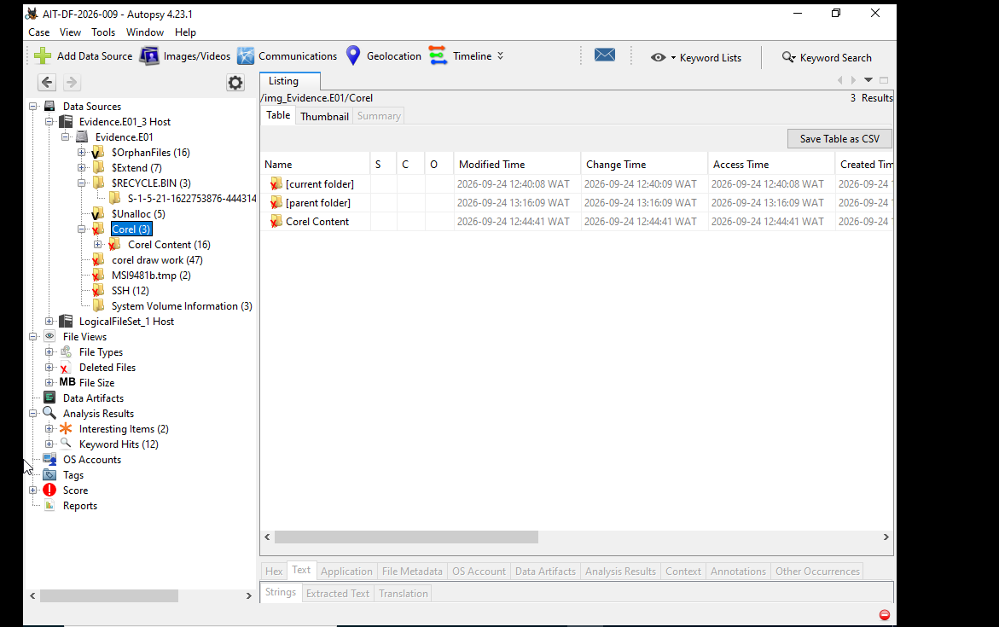 AIT-DF-2026-009 - Autopsy 4.23.1
Case View Tools Window Help
Add Data Source Images/Videos Communications Geolocation Timeline Keyword Lists Keyword Search
Listing
/img_Evidence.E01/Corel 3 Results
Table Thumbnail Summary
Save Table as CSV
Name S C O Modified Time Change Time Access Time Created Tim
[current folder] 2026-09-24 12:40:08 WAT 2026-09-24 12:40:09 WAT 2026-09-24 12:40:08 WAT 2026-09-24
[parent folder] 2026-09-24 13:16:09 WAT 2026-09-24 13:16:09 WAT 2026-09-24 13:16:09 WAT 2026-09-24
Corel Content 2026-09-24 12:44:41 WAT 2026-09-24 12:44:41 WAT 2026-09-24 12:44:41 WAT 2026-09-24
Data Sources
Evidence.E01_3 Host
Evidence.E01
$OrphanFiles (16)
$Extend (7)
$RECYCLE.BIN (3)
S-1-5-21-1622753876-444314
$Unalloc (5)
Corel (3)
Corel Content (16)
corel draw work (47)
MSI9481b.tmp (2)
SSH (12)
System Volume Information (3)
LogicalFileSet_1 Host
File Views
File Types
Deleted Files
MB File Size
Data Artifacts
Analysis Results
Interesting Items (2)
Keyword Hits (12)
OS Accounts
Tags
Score
Reports
Hex Text Application File Metadata OS Account Data Artifacts Analysis Results Context Annotations Other Occurrences
Strings Extracted Text Translation